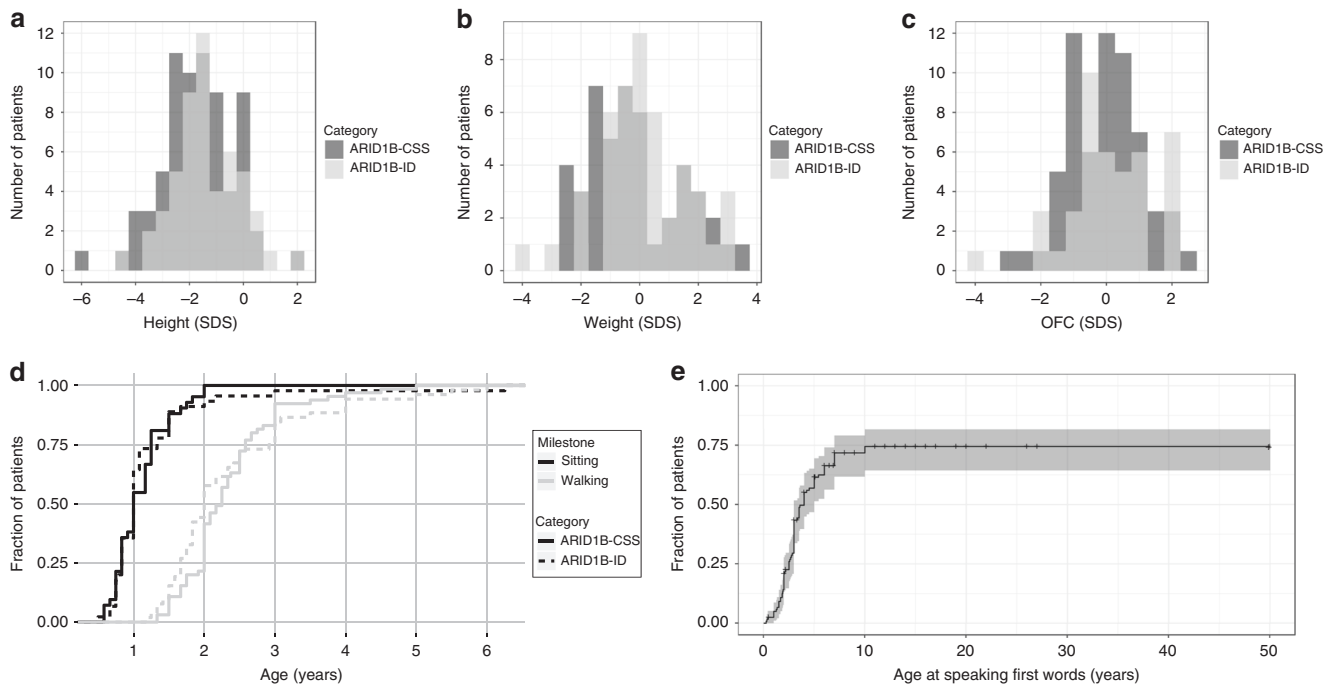 a
12
10
8
6
4
2
0
Number of patients
−6
−4
−2
0
2
Height (SDS)
Category
ARID1B-CSS
ARID1B-ID
b
8
6
4
2
0
Number of patients
−4
−2
0
2
4
Weight (SDS)
Category
ARID1B-CSS
ARID1B-ID
c
12
10
8
6
4
2
0
Number of patients
−4
−2
0
2
OFC (SDS)
Category
ARID1B-CSS
ARID1B-ID
d
1.00
0.75
0.50
0.25
0.00
Fraction of patients
1
2
3
4
5
6
Age (years)
Milestone
Sitting
Walking
Category
ARID1B-CSS
ARID1B-ID
e
1.00
0.75
0.50
0.25
0.00
Fraction of patients
0
10
20
30
40
50
Age at speaking first words (years)